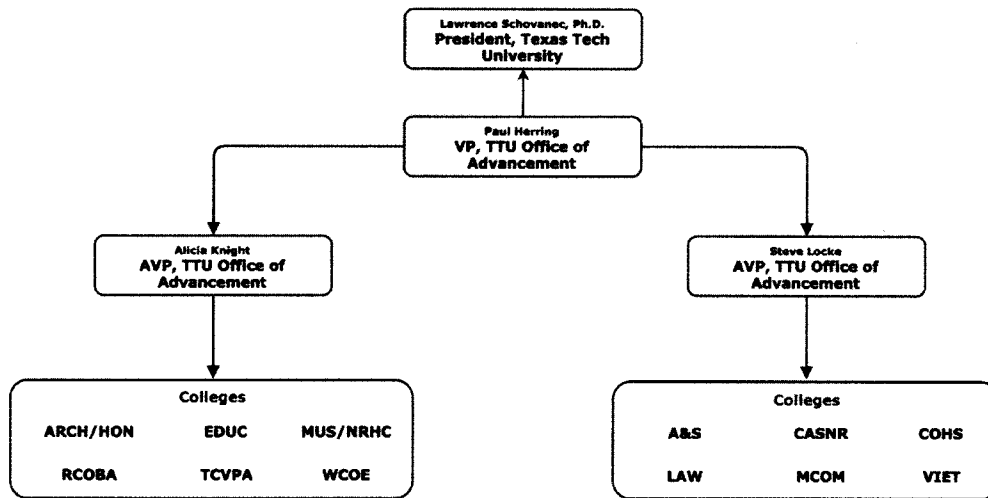 Lawrence Schovanec, Ph.D.
President, Texas Tech
University
Paul Herring
VP, TTU Office of
Advancement
Alicia Knight
AVP, TTU Office of
Advancement
Steve Locke
AVP, TTU Office of
Advancement
Colleges
ARCH/HON EDUC MUS/NRHC
RCOBA TCVPA WCOE
Colleges
A&S CASNR COHS
LAW MCOM VIET